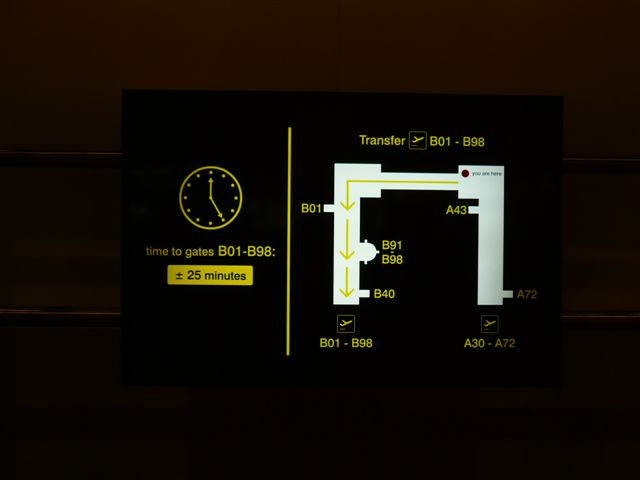 Transfer B01 - B98
you are here
B01
A43
time to gates B01-B98:
± 25 minutes
B91
-
B98
B40
A72
B01 - B98
A30 - A72